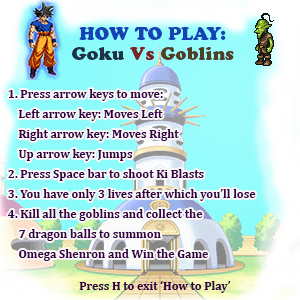 HOW TO PLAY:
Goku Vs Goblins
1. Press arrow keys to move:
Left arrow key: Moves Left
Right arrow key: Moves Right
Up arrow key: Jumps
2. Press Space bar to shoot Ki Blasts
3. You have only 3 lives after which you'll lose
4. Kill all the goblins and collect the
7 dragon balls to summon
Omega Shenron and Win the Game
Press H to exit 'How to Play'